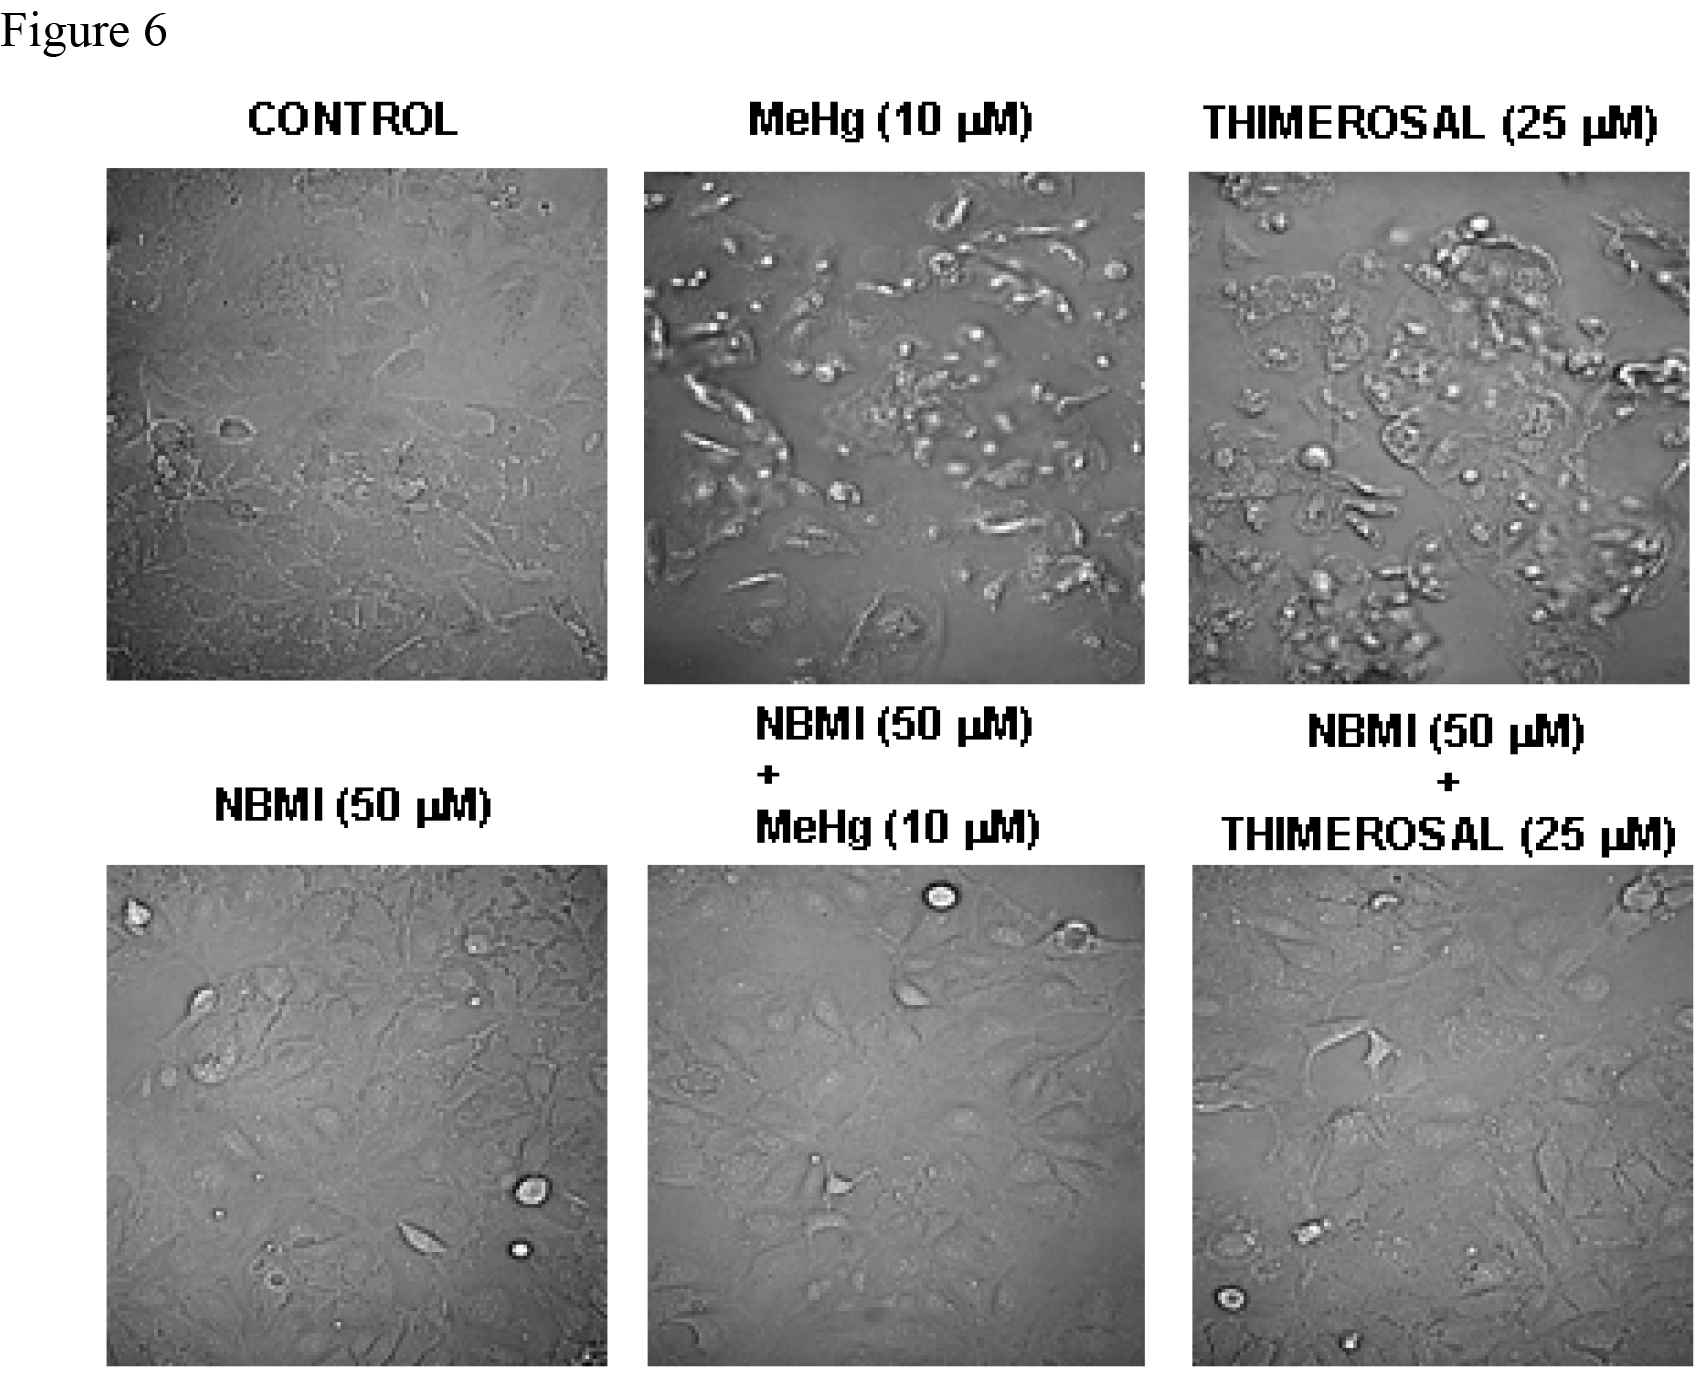 Figure 6
CONTROL
MeHg (10 µM)
THIMEROSAL (25 µM)
NBMI (50 µM)
NBMI (50 µM)
+
MeHg (10 µM)
NBMI (50 µM)
+
THIMEROSAL (25 µM)